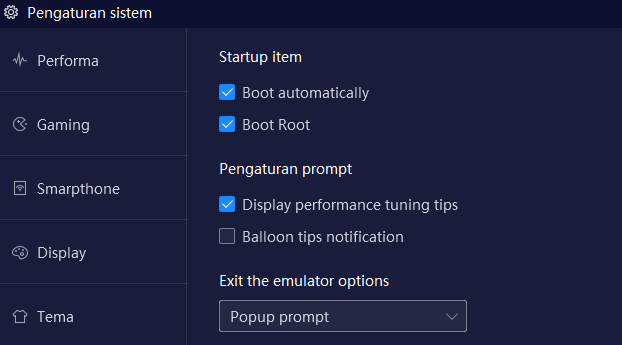 Pengaturan sistem
Performa
Gaming
Smarpthone
Display
Tema
Startup item
Boot automatically
Boot Root
Pengaturan prompt
Display performance tuning tips
Balloon tips notification
Exit the emulator options
Popup prompt